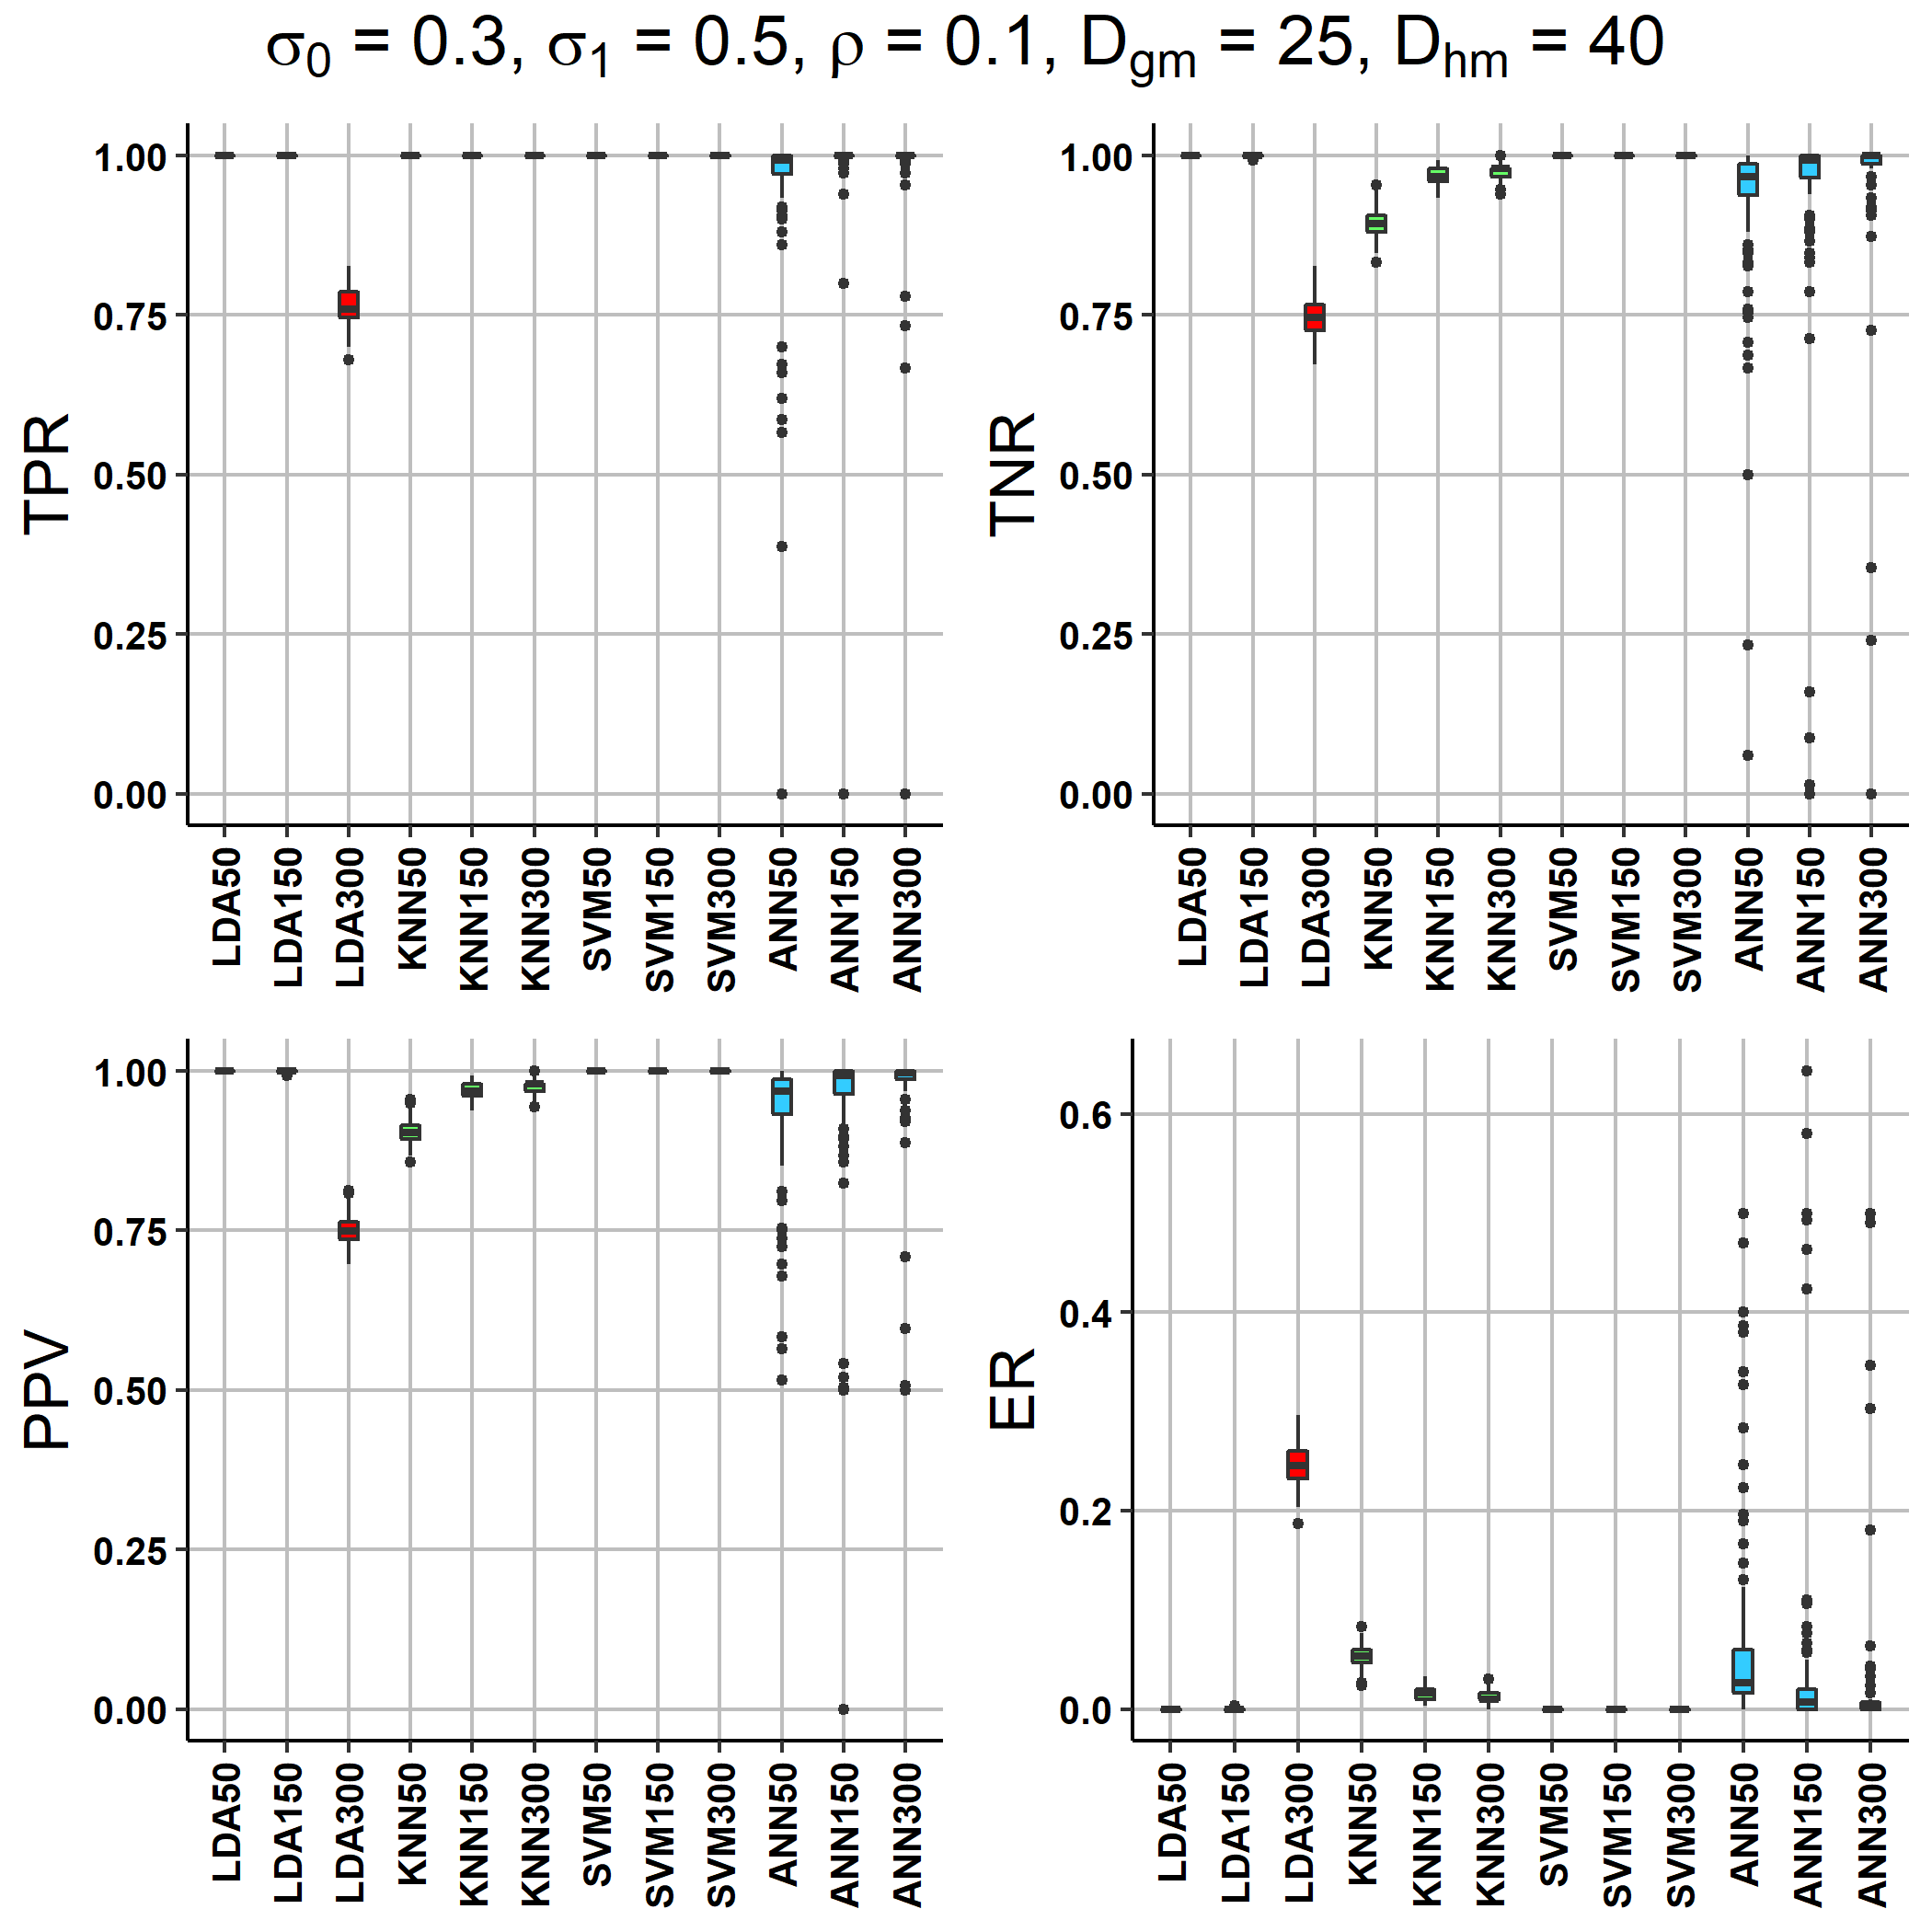 σ0 = 0.3, σ1 = 0.5, ρ = 0.1, Dgm = 25, Dhm = 40
TPR
1.00
0.75
0.50
0.25
0.00
LDA50
LDA150
LDA300
KNN50
KNN150
KNN300
SVM50
SVM150
SVM300
ANN50
ANN150
ANN300
TNR
1.00
0.75
0.50
0.25
0.00
LDA50
LDA150
LDA300
KNN50
KNN150
KNN300
SVM50
SVM150
SVM300
ANN50
ANN150
ANN300
PPV
1.00
0.75
0.50
0.25
0.00
LDA50
LDA150
LDA300
KNN50
KNN150
KNN300
SVM50
SVM150
SVM300
ANN50
ANN150
ANN300
ER
0.6
0.4
0.2
0.0
LDA50
LDA150
LDA300
KNN50
KNN150
KNN300
SVM50
SVM150
SVM300
ANN50
ANN150
ANN300